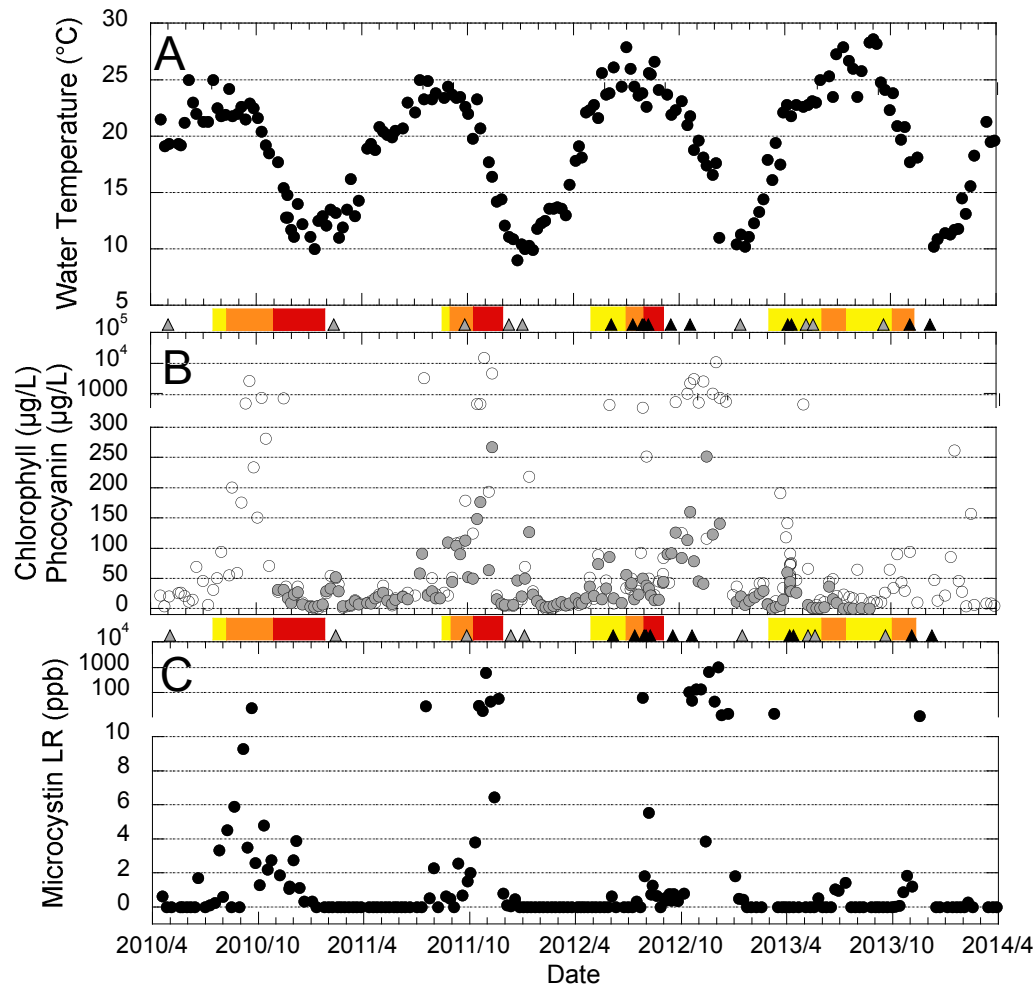 A
Water Temperature (°C)
30
25
20
15
10
5
B
Chlorophyll (µg/L)
Phcocyanin (µg/L)
10⁵
10⁴
1000
300
250
200
150
100
50
0
C
Microcystin LR (ppb)
10⁴
1000
100
10
8
6
4
2
0
2010/4 2010/10 2011/4 2011/10 2012/4 2012/10 2013/4 2013/10 2014/4
Date